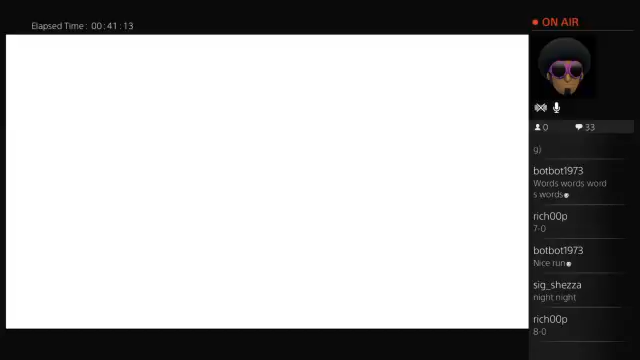 Elapsed Time : 00:41:13
ON AIR
0 33
g)
botbot1973
Words words word
s words
rich00p
7-0
botbot1973
Nice run
sig_shezza
night night
rich00p
8-0